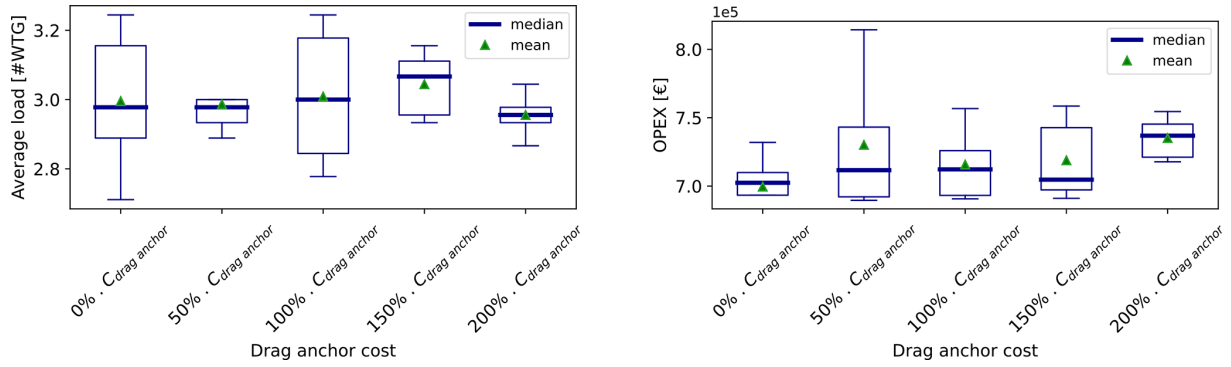 Average load [#WTG]
3.2
3.0
2.8
median
mean
0% . C_drag anchor
50% . C_drag anchor
100% . C_drag anchor
150% . C_drag anchor
200% . C_drag anchor
Drag anchor cost
1e5
OPEX [€]
8.0
7.5
7.0
median
mean
0% . C_drag anchor
50% . C_drag anchor
100% . C_drag anchor
150% . C_drag anchor
200% . C_drag anchor
Drag anchor cost